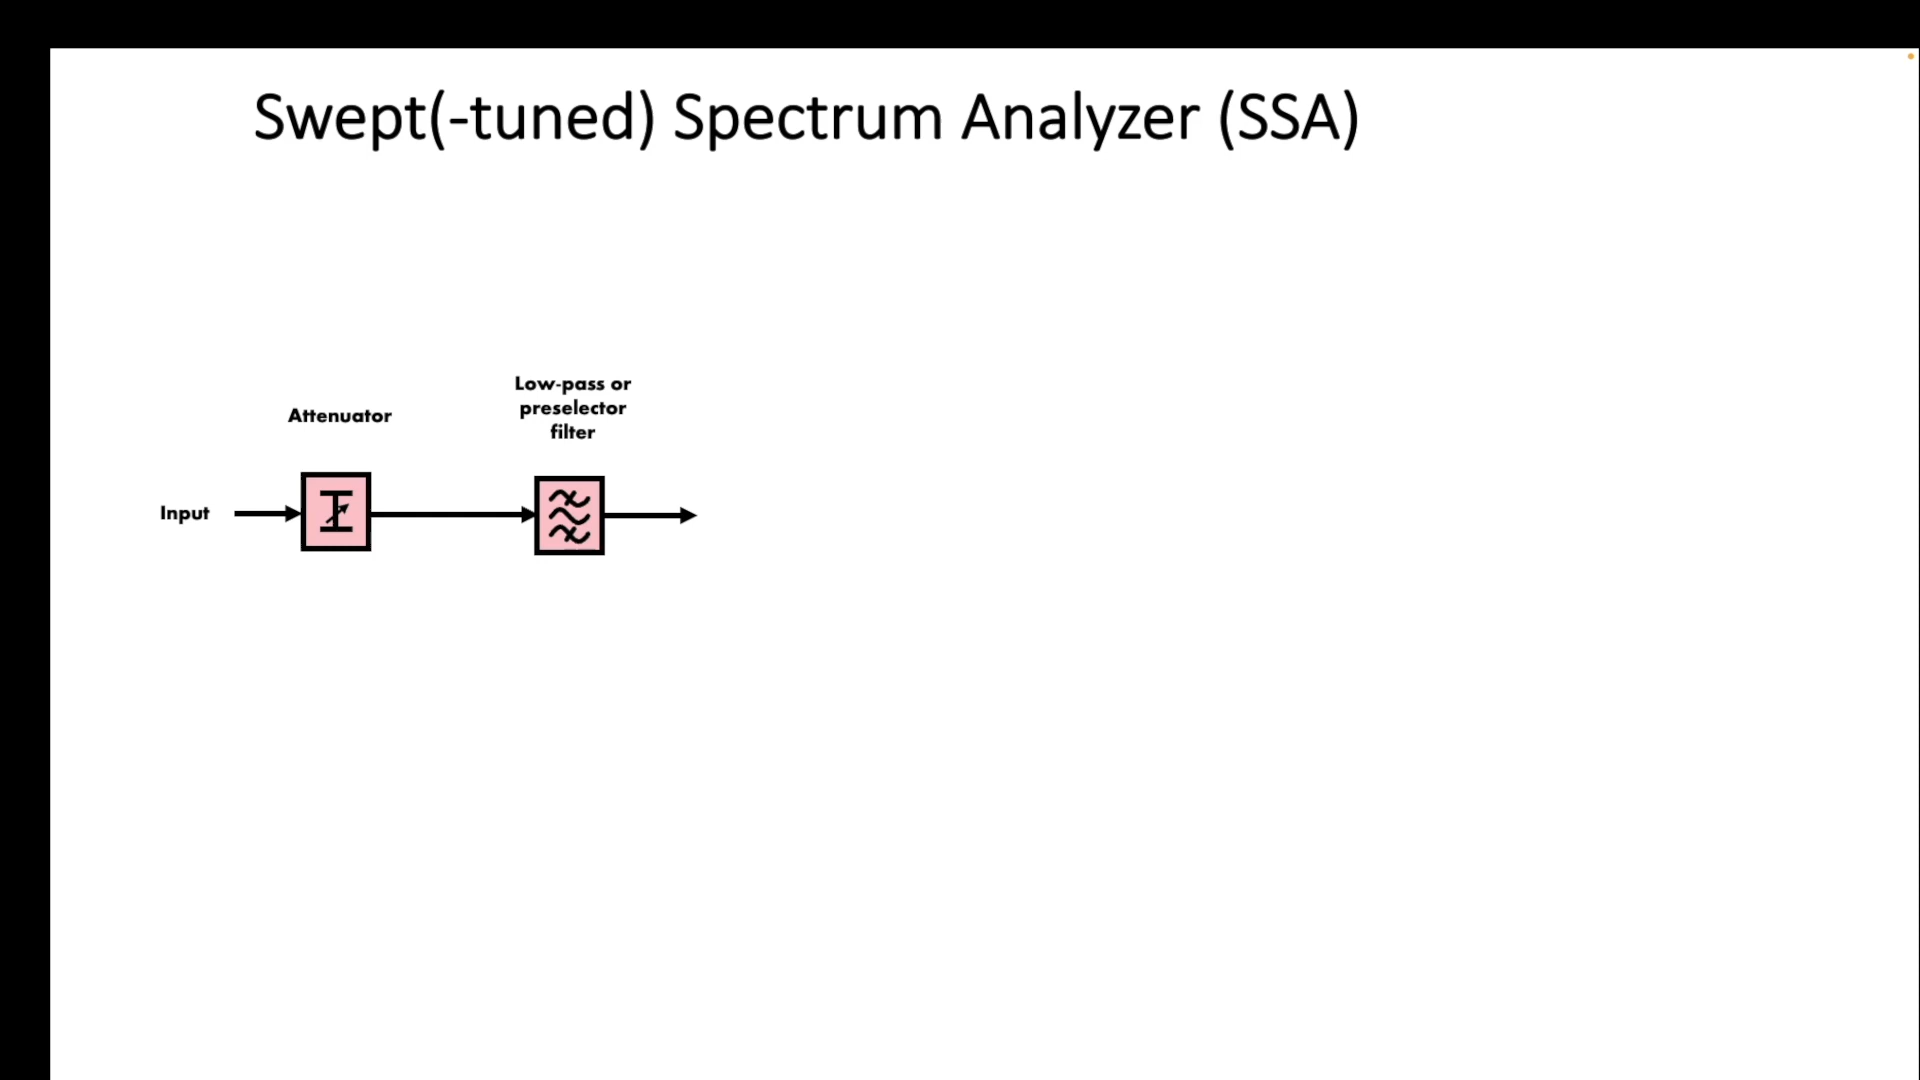 Swept(-tuned) Spectrum Analyzer (SSA)
Low-pass or
preselector
filter
Attenuator
Input